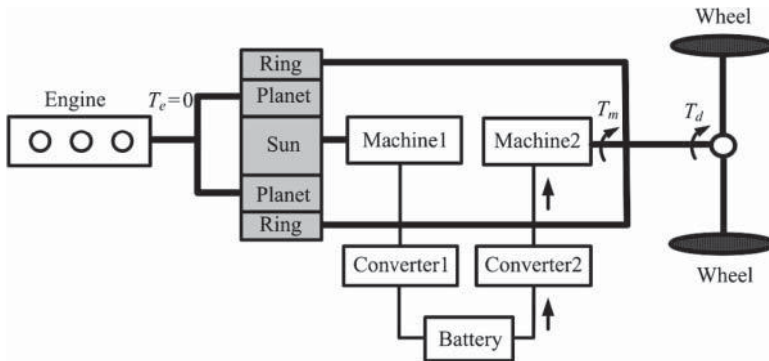 Wheel
Ring
Engine
T_e=0
Planet
T_m
T_d
Sun
Machine1
Machine2
Planet
Ring
Converter1
Converter2
Wheel
Battery